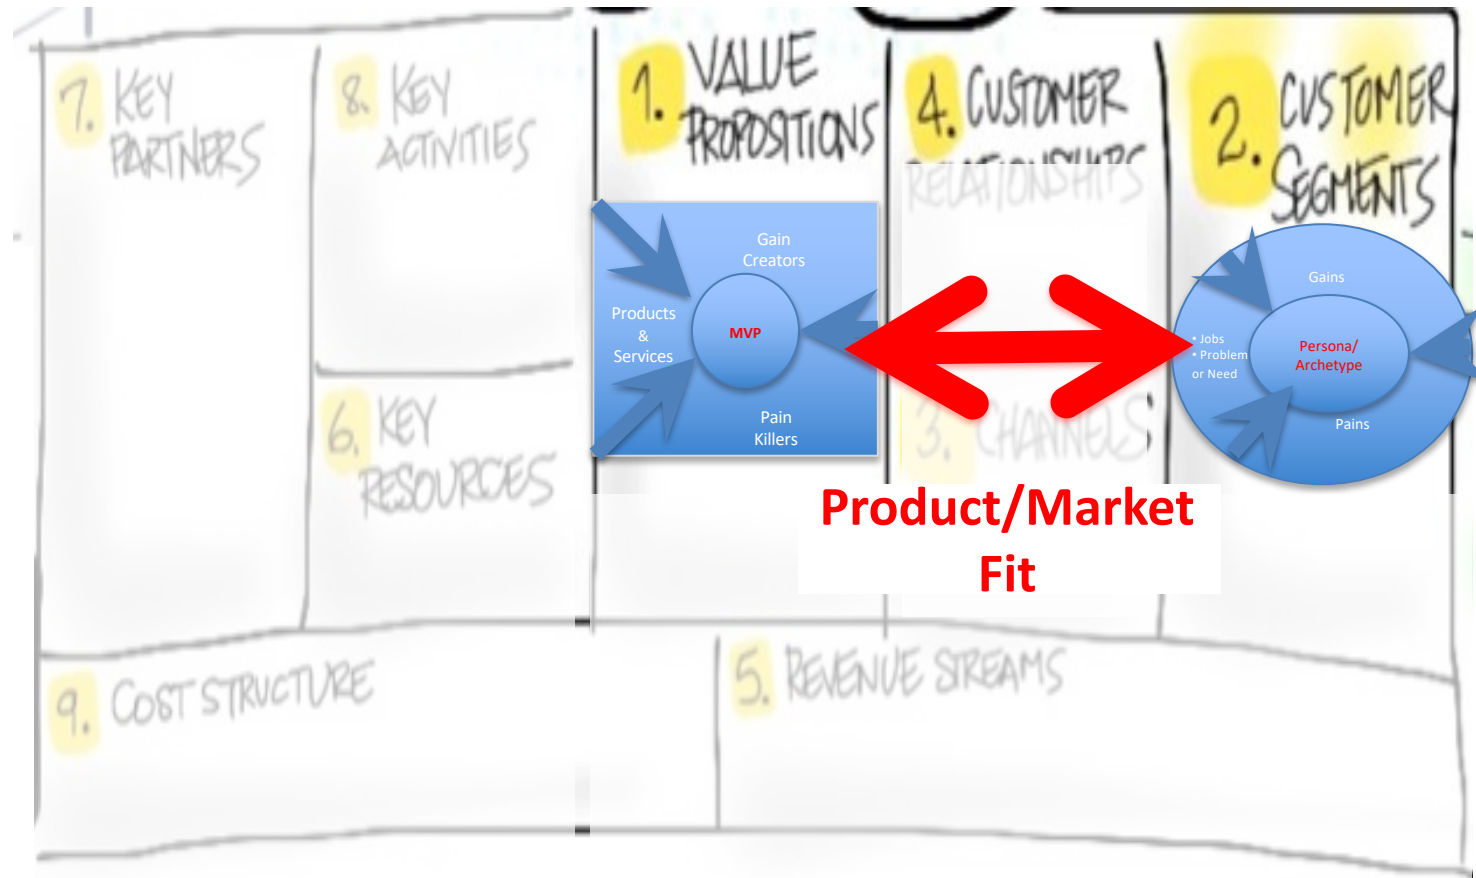 7. KEY
PARTNERS
8. KEY
ACTIVITIES
6. KEY
RESOURCES
1. VALUE
PROPOSITIONS
Gain
Creators
Products
&
Services
MVP
Pain
Killers
4. CUSTOMER
RELATIONSHIPS
3. CHANNELS
Product/Market
Fit
2. CUSTOMER
SEGMENTS
Gains
• Jobs
• Problem
or Need
Persona/
Archetype
Pains
9. COST STRUCTURE
5. REVENUE STREAMS